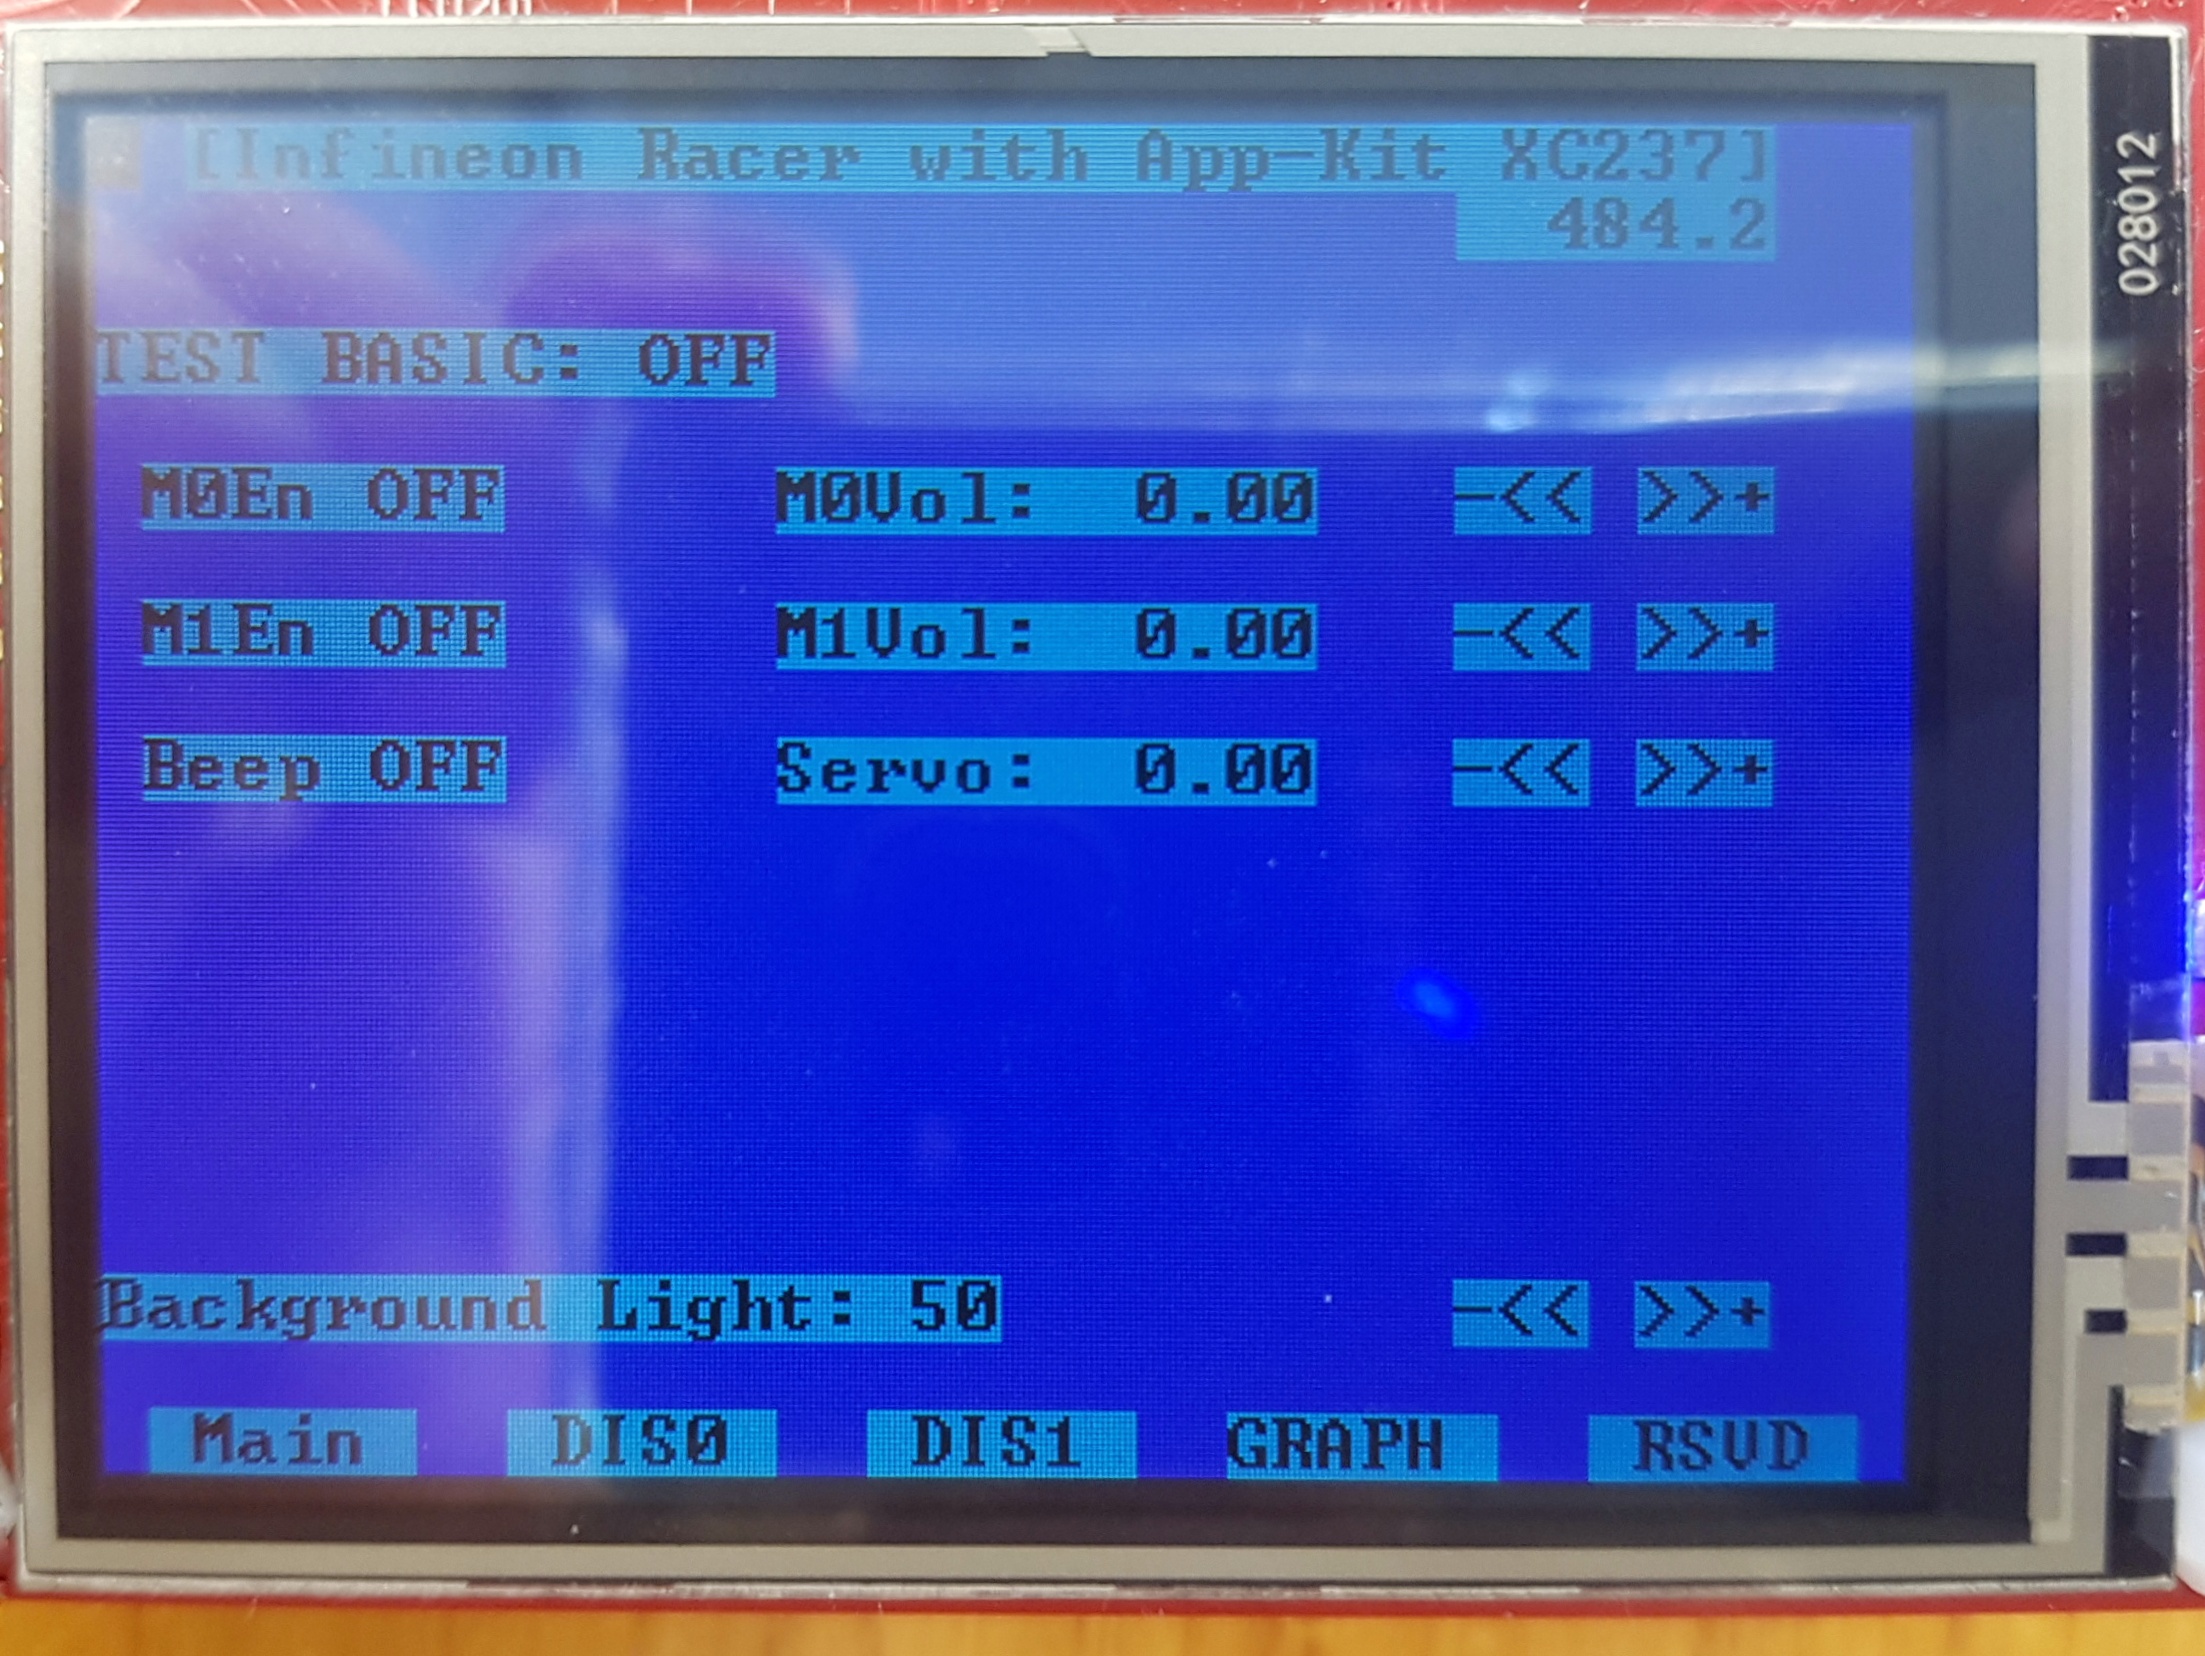 [Infineon Racer with App-Kit XC237]
484.2
TEST BASIC: OFF
M0En OFF M0Vol: 0.00 -<< >>+
M1En OFF M1Vol: 0.00 -<< >>+
Beep OFF Servo: 0.00 -<< >>+
Background Light: 50 -<< >>+
Main DIS0 DIS1 GRAPH RSVD
028012